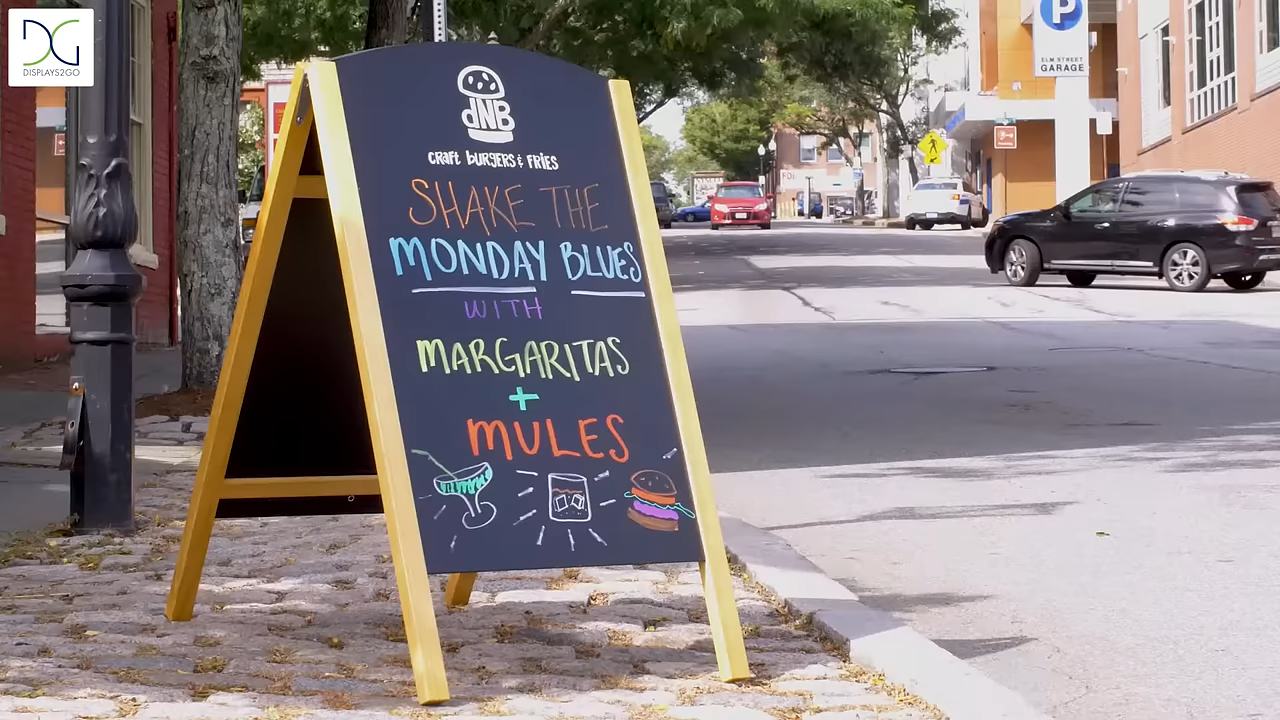 DISPLAYS2GO
dNB
craft burgers & fries
SHAKE THE
MONDAY BLUES
WITH
MARGARITAS
+
MULES
P
ELM STREET
GARAGE